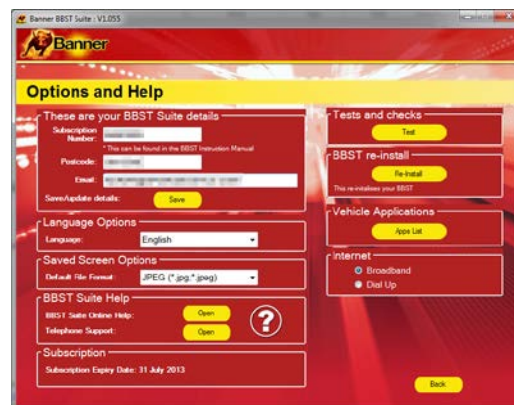 Banner BBST Suite : V1.055
Banner
Options and Help
These are your BBST Suite details
Subscription Number:
* This can be found in the BBST Instruction Manual
Postcode:
Email:
Save/update details:
Save
Language Options
Language:
English
Saved Screen Options
Default File Format:
JPEG (*.jpg,*.jpeg)
BBST Suite Help
BBST Suite Online Help:
Open
Telephone Support:
Open
?
Subscription
Subscription Expiry Date: 31 July 2013
Tests and checks
Test
BBST re-install
Re-Install
This re-initialises your BBST
Vehicle Applications
Apps List
Internet
Broadband
Dial Up
Back